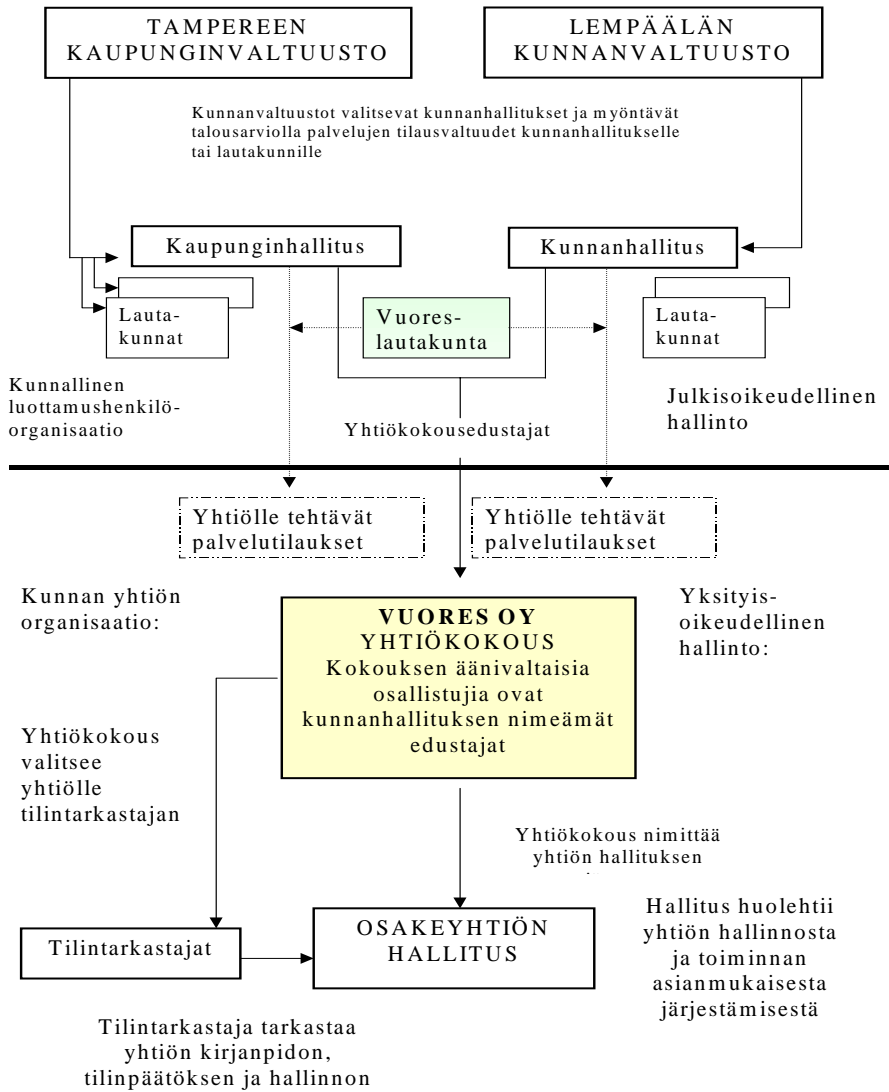 TAMPEREEN
KAUPUNGINVALTUUSTO
LEMPÄÄLÄN
KUNNANVALTUUSTO
Kunnanvaltuustot valitsevat kunnanhallitukset ja myöntävät
talousarviolla palvelujen tilausvaltuudet kunnanhallitukselle
tai lautakunnille
Kaupunginhallitus
Kunnanhallitus
Lauta-
kunnat
Vuores-
lautakunta
Lauta-
kunnat
Kunnallinen
luottamushenkilö-
organisaatio
Yhtiökokousedustajat
Julkisoikeudellinen
hallinto
Yhtiölle tehtävät
palvelutilaukset
Yhtiölle tehtävät
palvelutilaukset
Kunnan yhtiön
organisaatio:
VUORES OY
YHTIÖKOKOUS
Kokouksen äänivaltaisia
osallistujia ovat
kunnanhallituksen nimeämät
edustajat
Yksityis-
oikeudellinen
hallinto:
Yhtiökokous
valitsee
yhtiölle
tilintarkastajan
Yhtiökokous nimittää
yhtiön hallituksen
Tilintarkastajat
OSAKEYHTIÖN
HALLITUS
Hallitus huolehtii
yhtiön hallinnosta
ja toiminnan
asianmukaisesta
järjestämisestä
Tilintarkastaja tarkastaa
yhtiön kirjanpidon,
tilinpäätöksen ja hallinnon